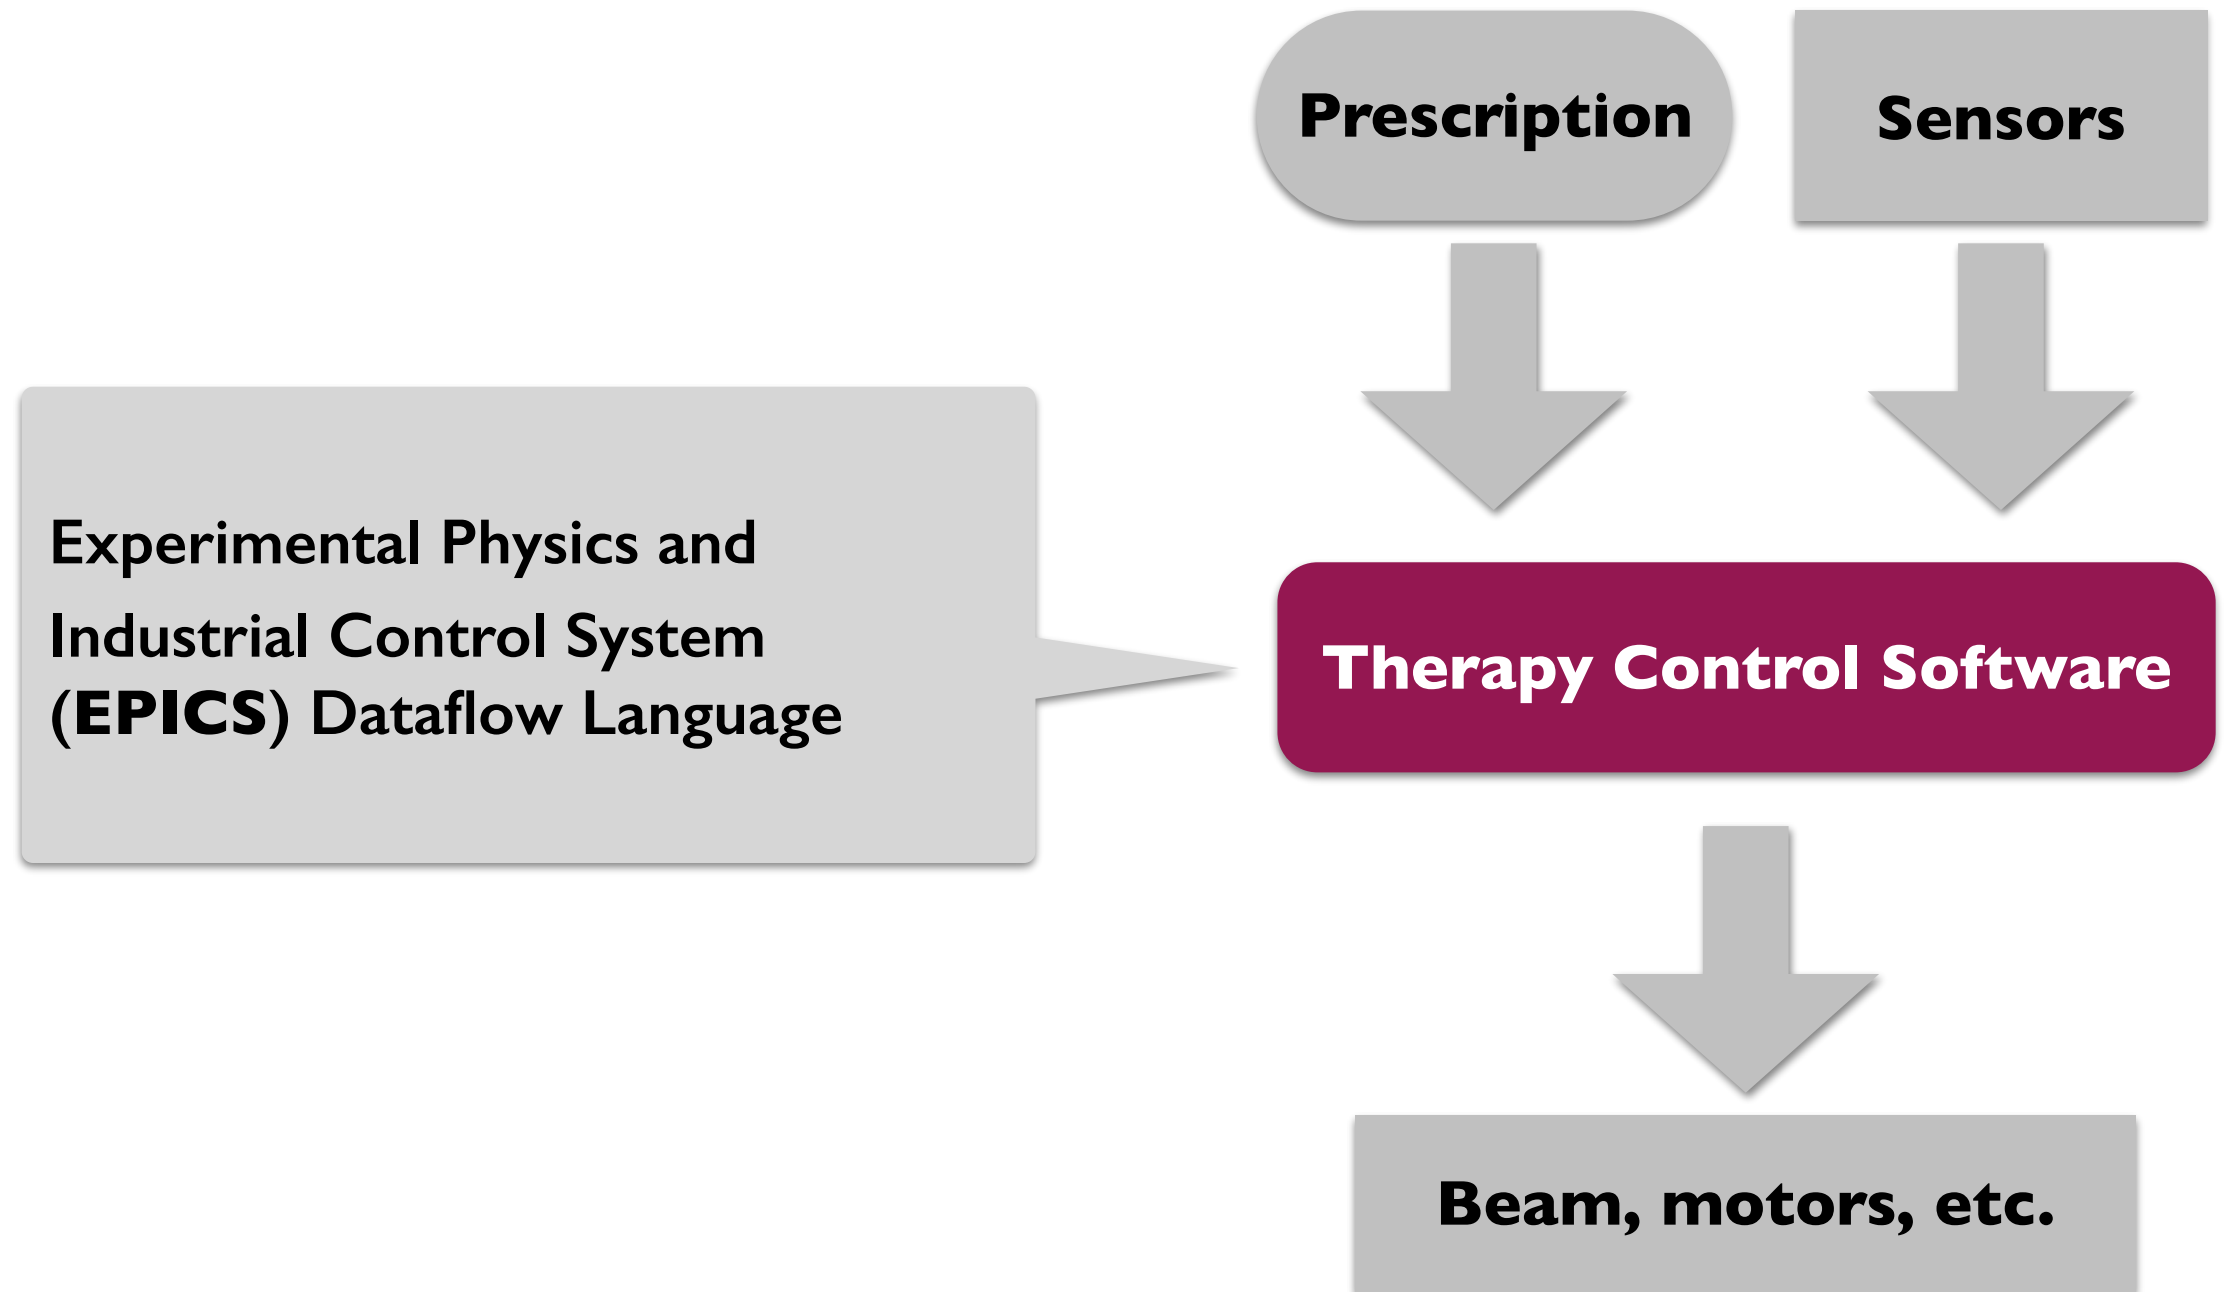 Prescription
Sensors
Experimental Physics and
Industrial Control System
(EPICS) Dataflow Language
Therapy Control Software
Beam, motors, etc.